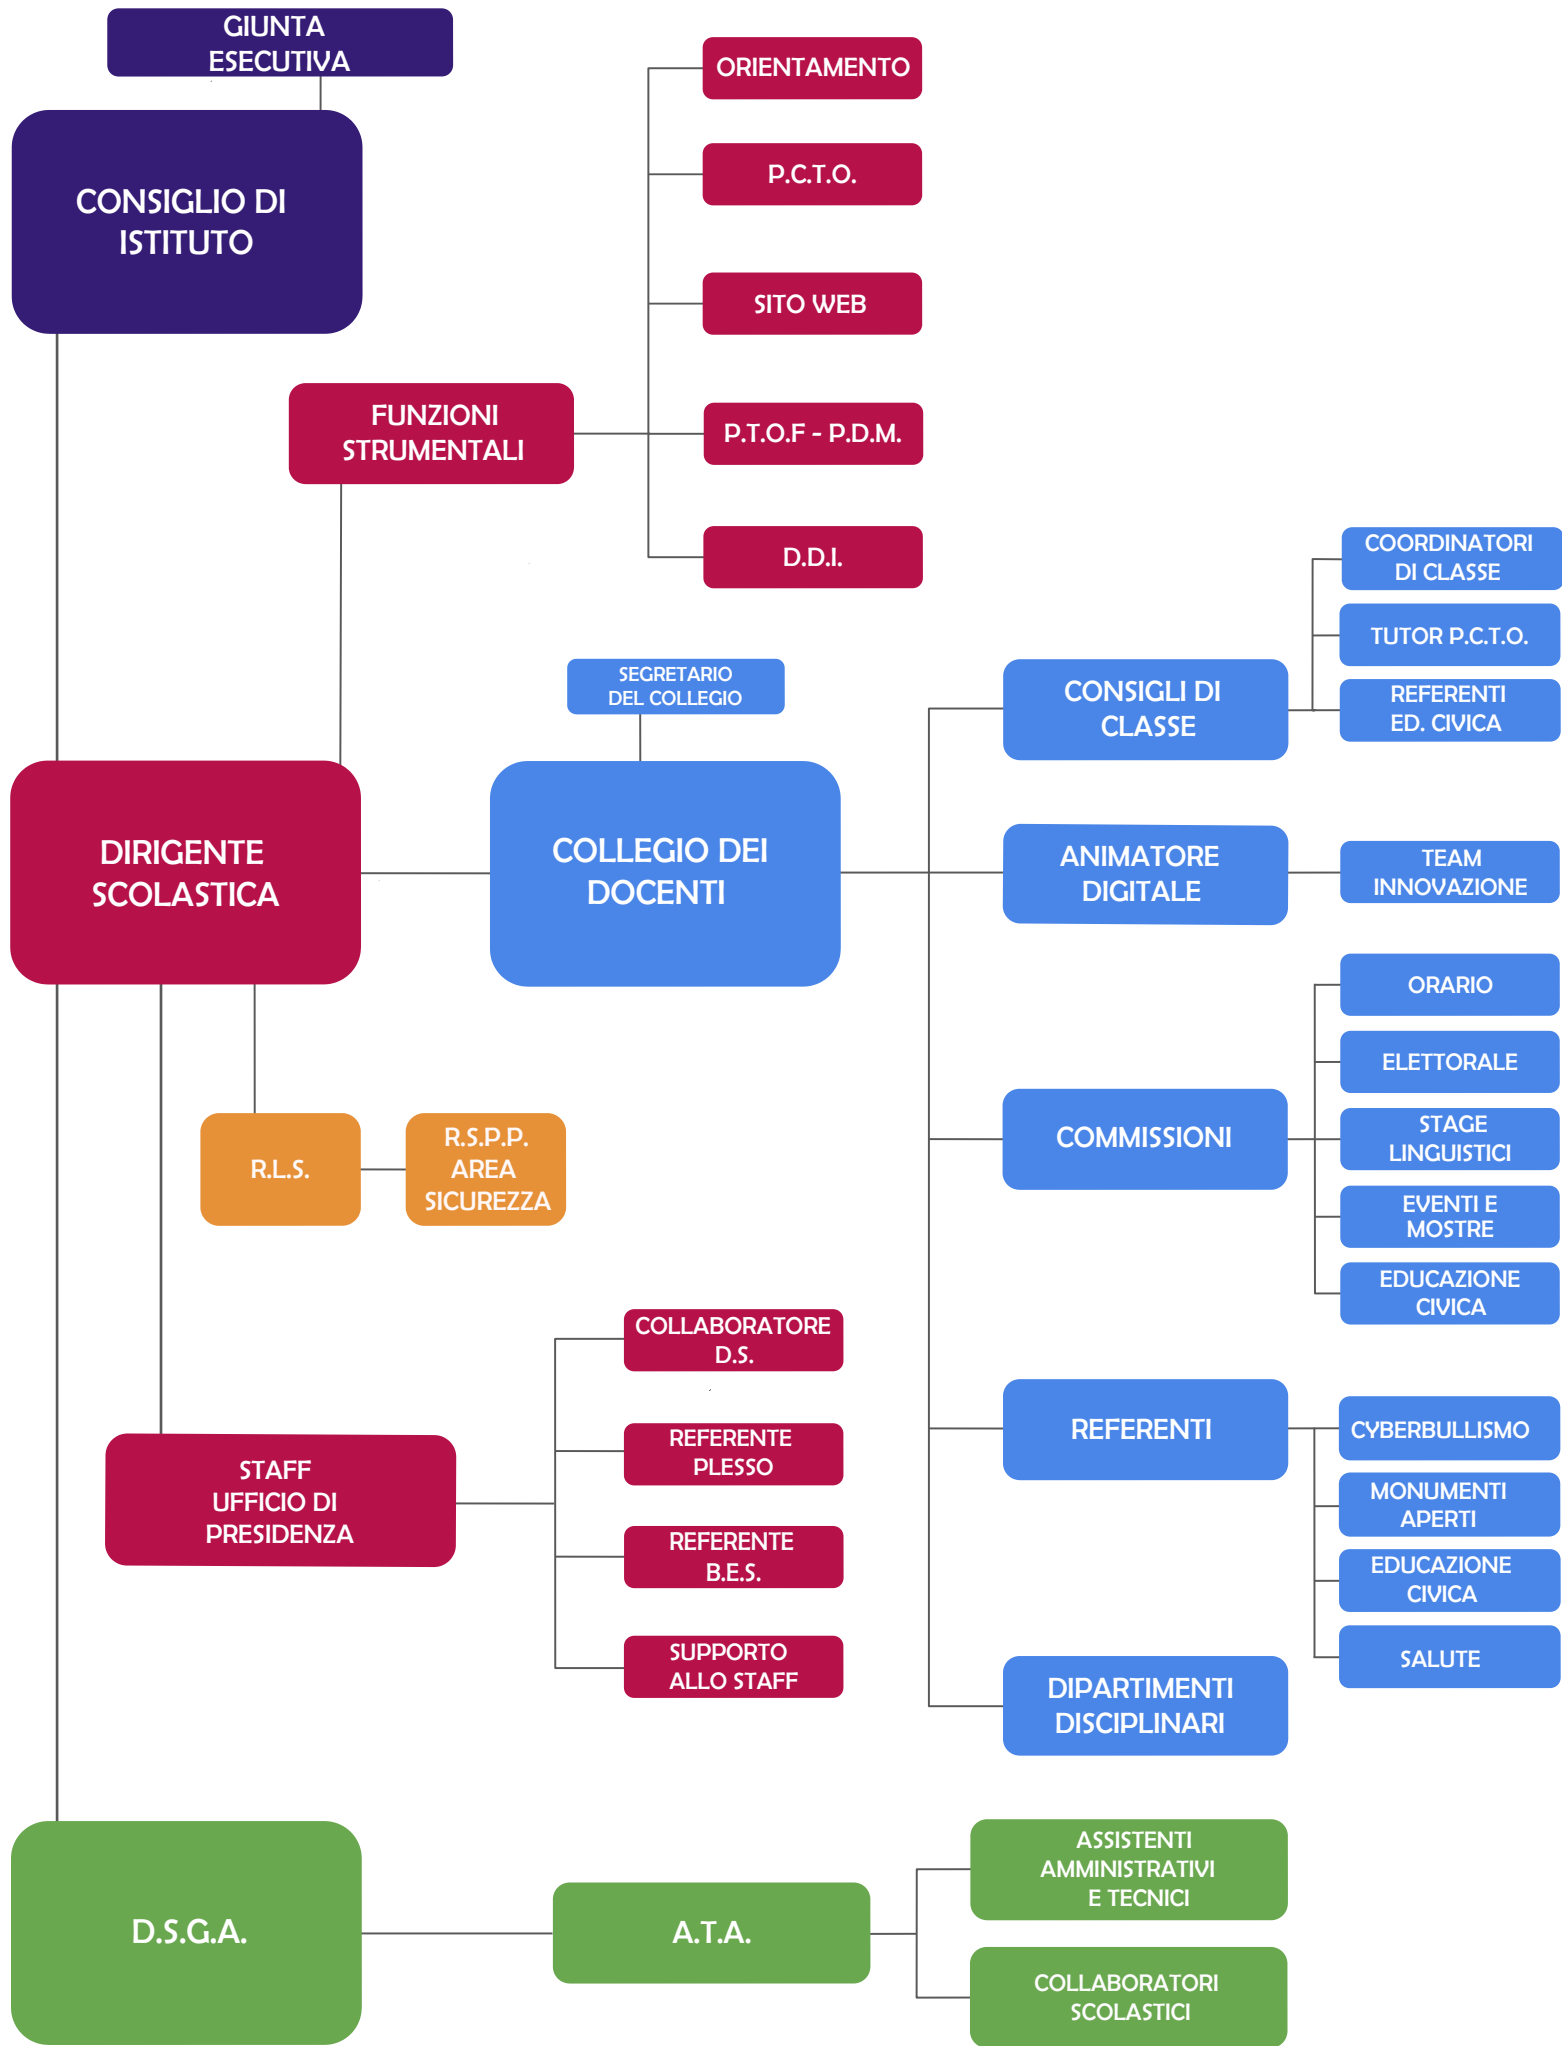 GIUNTA
ESECUTIVA
CONSIGLIO DI
ISTITUTO
ORIENTAMENTO
P.C.T.O.
SITO WEB
FUNZIONI
STRUMENTALI
P.T.O.F - P.D.M.
D.D.I.
COORDINATORI
DI CLASSE
TUTOR P.C.T.O.
REFERENTI
ED. CIVICA
SEGRETARIO
DEL COLLEGIO
CONSIGLI DI
CLASSE
DIRIGENTE
SCOLASTICA
COLLEGIO DEI
DOCENTI
ANIMATORE
DIGITALE
TEAM
INNOVAZIONE
ORARIO
ELETTORALE
STAGE
LINGUISTICI
EVENTI E
MOSTRE
EDUCAZIONE
CIVICA
COMMISSIONI
R.L.S.
R.S.P.P.
AREA
SICUREZZA
COLLABORATORE
D.S.
REFERENTE
PLESSO
REFERENTE
B.E.S.
SUPPORTO
ALLO STAFF
STAFF
UFFICIO DI
PRESIDENZA
REFERENTI
CYBERBULLISMO
MONUMENTI
APERTI
EDUCAZIONE
CIVICA
SALUTE
DIPARTIMENTI
DISCIPLINARI
D.S.G.A.
A.T.A.
ASSISTENTI
AMMINISTRATIVI
E TECNICI
COLLABORATORI
SCOLASTICI